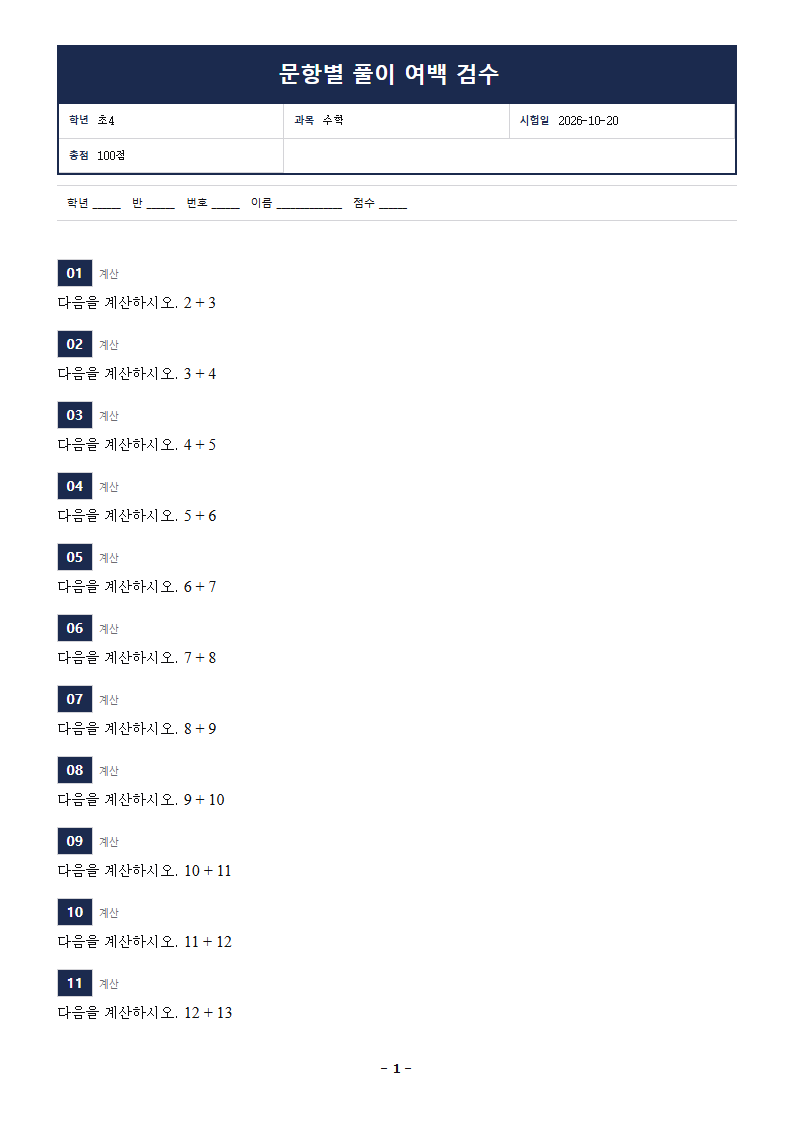 문항별 풀이 여백 검수
학년 초4 과목 수학 시험일 2026-10-20
총점 100점
학년 _____ 반 _____ 번호 _____ 이름 ____________ 점수 _____
01 계산
다음을 계산하시오. 2 + 3
02 계산
다음을 계산하시오. 3 + 4
03 계산
다음을 계산하시오. 4 + 5
04 계산
다음을 계산하시오. 5 + 6
05 계산
다음을 계산하시오. 6 + 7
06 계산
다음을 계산하시오. 7 + 8
07 계산
다음을 계산하시오. 8 + 9
08 계산
다음을 계산하시오. 9 + 10
09 계산
다음을 계산하시오. 10 + 11
10 계산
다음을 계산하시오. 11 + 12
11 계산
다음을 계산하시오. 12 + 13
- 1 -